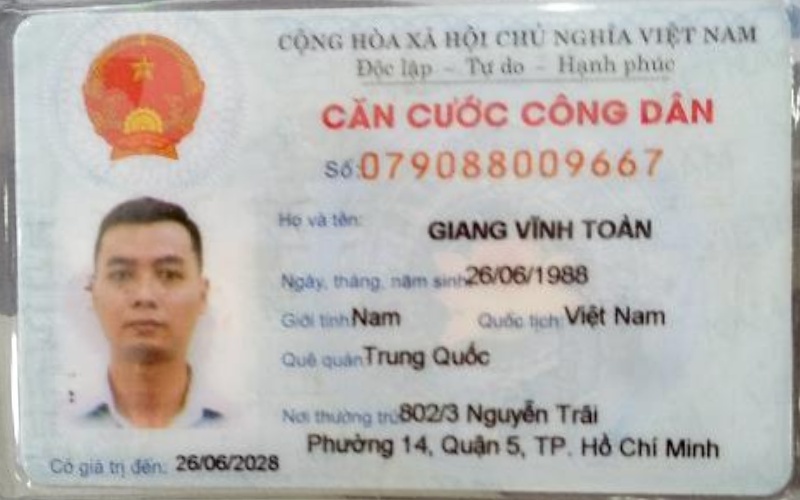 CỘNG HÒA XÃ HỘI CHỦ NGHĨA VIỆT NAM
Độc lập - Tự do - Hạnh phúc
CĂN CƯỚC CÔNG DÂN
Số: 079088009667
Họ và tên: GIANG VĨNH TOÀN
Ngày, tháng, năm sinh: 26/06/1988
Giới tính: Nam Quốc tịch: Việt Nam
Quê quán: Trung Quốc
Nơi thường trú: 802/3 Nguyễn Trãi
Phường 14, Quận 5, TP. Hồ Chí Minh
Có giá trị đến: 26/06/2028